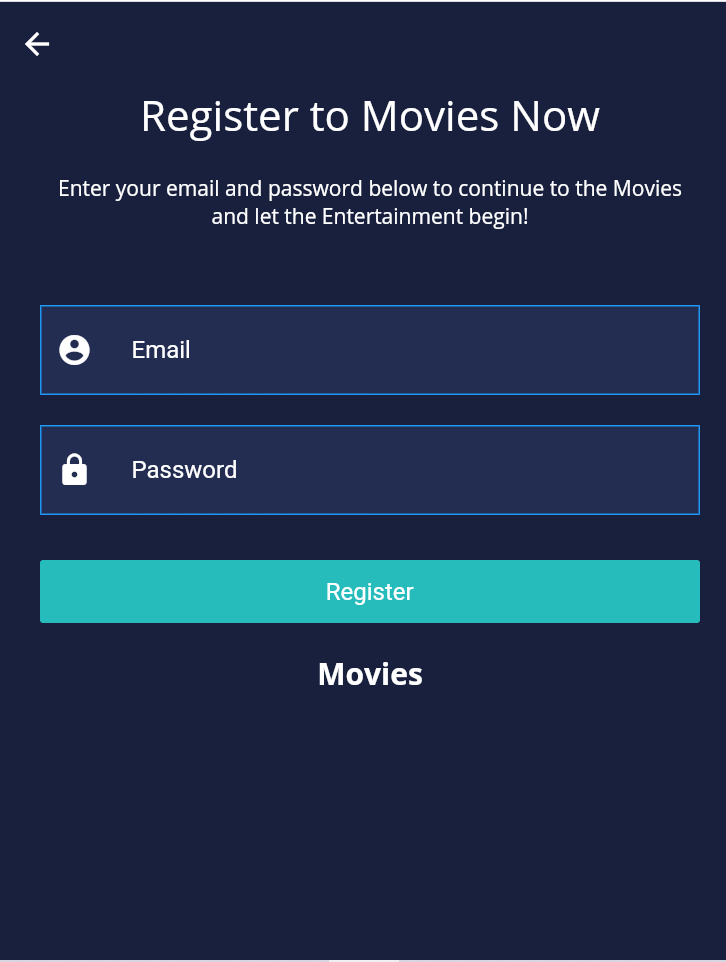 Register to Movies Now
Enter your email and password below to continue to the Movies
and let the Entertainment begin!
Email
Password
Register
Movies